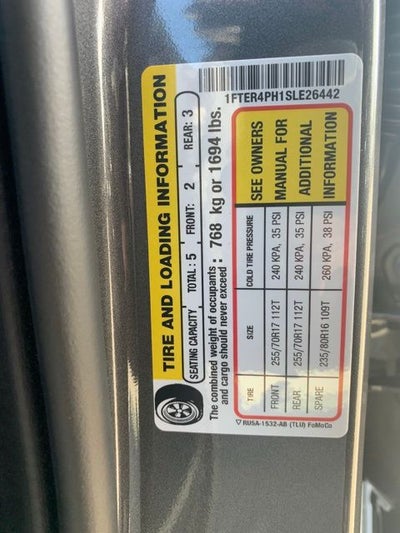 1FTER4PH1SLE26442
TIRE AND LOADING INFORMATION
SEATING CAPACITY TOTAL : 5 FRONT: 2 REAR: 3
The combined weight of occupants : 768 kg or 1694 lbs.
and cargo should never exceed
TIRE SIZE COLD TIRE PRESSURE SEE OWNERS
FRONT 255/70R17 112T 240 KPA, 35 PSI MANUAL FOR
REAR 255/70R17 112T 240 KPA, 35 PSI ADDITIONAL
SPARE 235/80R16 109T 260 KPA, 38 PSI INFORMATION
RU5A-1532-AB (TLU) FoMoCo